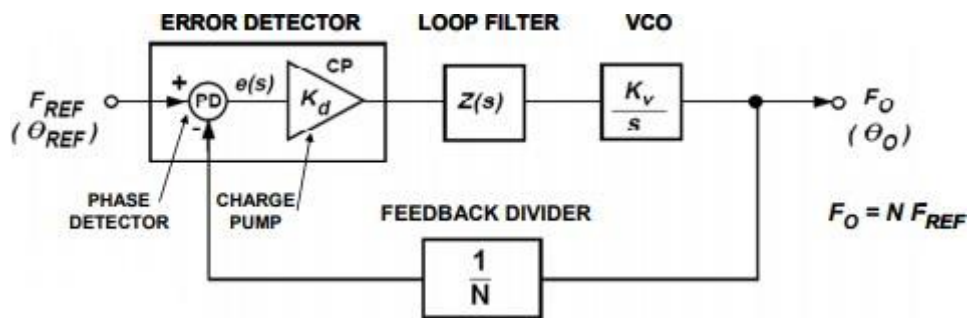 ERROR DETECTOR
LOOP FILTER
VCO
CP
e(s)
+
PD
-
K_d
Z(s)
K_v
s
F_REF
(θ_REF)
F_O
(θ_O)
PHASE
DETECTOR
CHARGE
PUMP
FEEDBACK DIVIDER
F_O = N F_REF
1
N